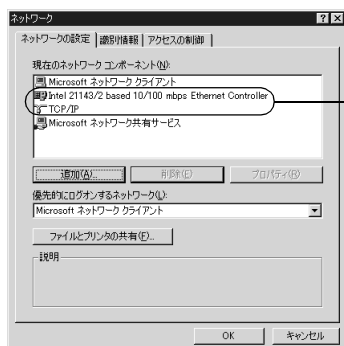 ネットワーク
ネットワークの設定 識別情報 アクセスの制御
現在のネットワーク コンポーネント(N):
Microsoft ネットワーク クライアント
Intel 21143/2 based 10/100 mbps Ethernet Controller
TCP/IP
Microsoft ネットワーク共有サービス
追加(A)... 削除(E) プロパティ(R)
優先的にログオンするネットワーク(L):
Microsoft ネットワーク クライアント
ファイルとプリンタの共有(F)...
説明
OK キャンセル